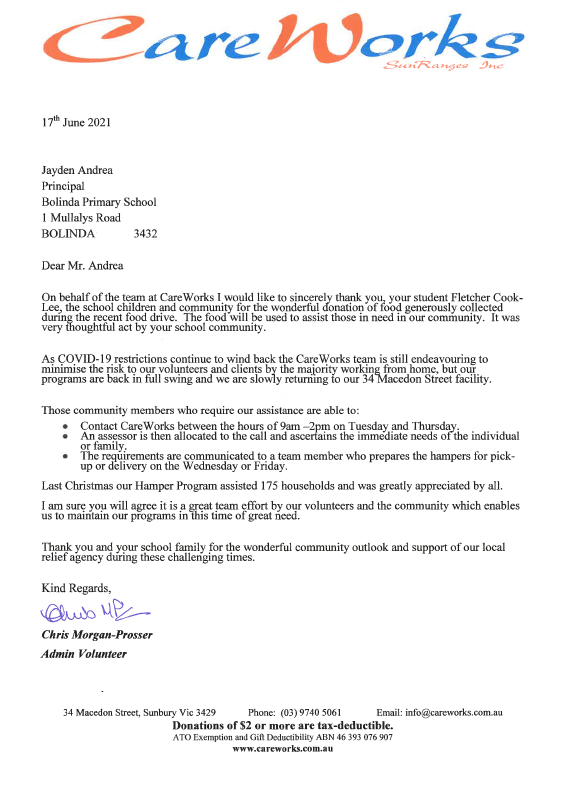 CareWorks
SunRanges Inc
17th June 2021
Jayden Andrea
Principal
Bolinda Primary School
1 Mullalys Road
BOLINDA 3432
Dear Mr. Andrea
On behalf of the team at CareWorks I would like to sincerely thank you, your student Fletcher Cook-
Lee, the school children and community for the wonderful donation of food generously collected
during the recent food drive. The food will be used to assist those in need in our community. It was
very thoughtful act by your school community.
As COVID-19 restrictions continue to wind back the CareWorks team is still endeavouring to
minimise the risk to our volunteers and clients by the majority working from home, but our
programs are back in full swing and we are slowly returning to our 34 Macedon Street facility.
Those community members who require our assistance are able to:
• Contact CareWorks between the hours of 9am –2pm on Tuesday and Thursday.
• An assessor is then allocated to the call and ascertains the immediate needs of the individual
or family.
• The requirements are communicated to a team member who prepares the hampers for pick-
up or delivery on the Wednesday or Friday.
Last Christmas our Hamper Program assisted 175 households and was greatly appreciated by all.
I am sure you will agree it is a great team effort by our volunteers and the community which enables
us to maintain our programs in this time of great need.
Thank you and your school family for the wonderful community outlook and support of our local
relief agency during these challenging times.
Kind Regards,
Chris MP
Chris Morgan-Prosser
Admin Volunteer
34 Macedon Street, Sunbury Vic 3429 Phone: (03) 9740 5061 Email: info@careworks.com.au
Donations of $2 or more are tax-deductible.
ATO Exemption and Gift Deductibility ABN 46 393 076 907
www.careworks.com.au